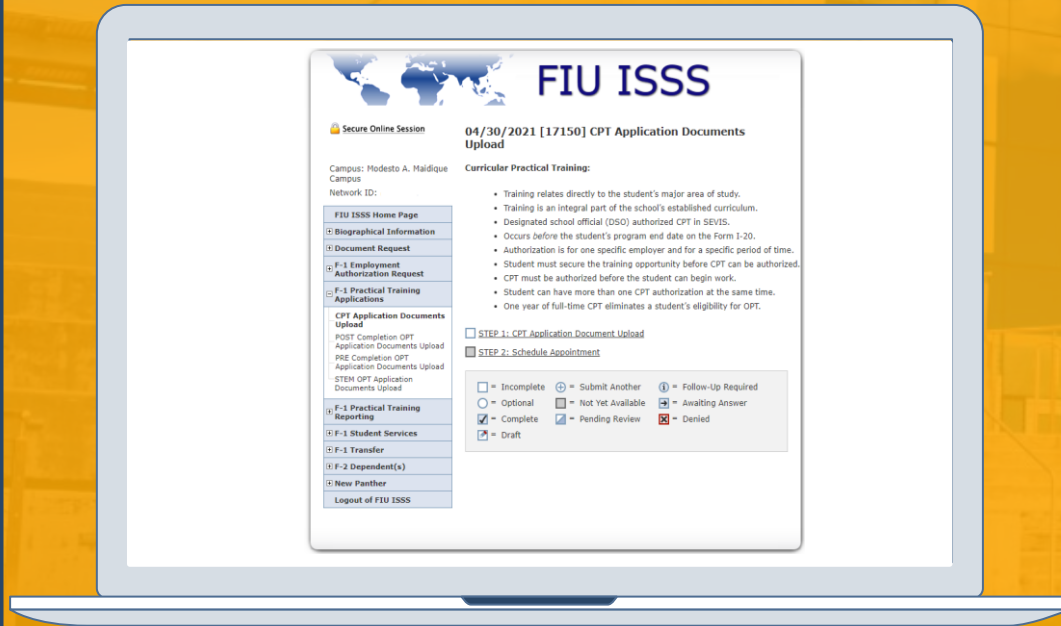 FIU ISSS
Secure Online Session
Campus: Modesto A. Maidique
Campus
Network ID:
FIU ISSS Home Page
Biographical Information
Document Request
F-1 Employment
Authorization Request
F-1 Practical Training
Applications
CPT Application Documents
Upload
POST Completion OPT
Application Documents Upload
PRE Completion OPT
Application Documents Upload
STEM OPT Application
Documents Upload
F-1 Practical Training
Reporting
F-1 Student Services
F-1 Transfer
F-2 Dependent(s)
New Panther
Logout of FIU ISSS
04/30/2021 [17150] CPT Application Documents
Upload
Curricular Practical Training:
• Training relates directly to the student's major area of study.
• Training is an integral part of the school's established curriculum.
• Designated school official (DSO) authorized CPT in SEVIS.
• Occurs before the student's program end date on the Form I-20.
• Authorization is for one specific employer and for a specific period of time.
• Student must secure the training opportunity before CPT can be authorized.
• CPT must be authorized before the student can begin work.
• Student can have more than one CPT authorization at the same time.
• One year of full-time CPT eliminates a student's eligibility for OPT.
STEP 1: CPT Application Document Upload
STEP 2: Schedule Appointment
= Incomplete = Submit Another = Follow-Up Required
= Optional = Not Yet Available = Awaiting Answer
= Complete = Pending Review = Denied
= Draft